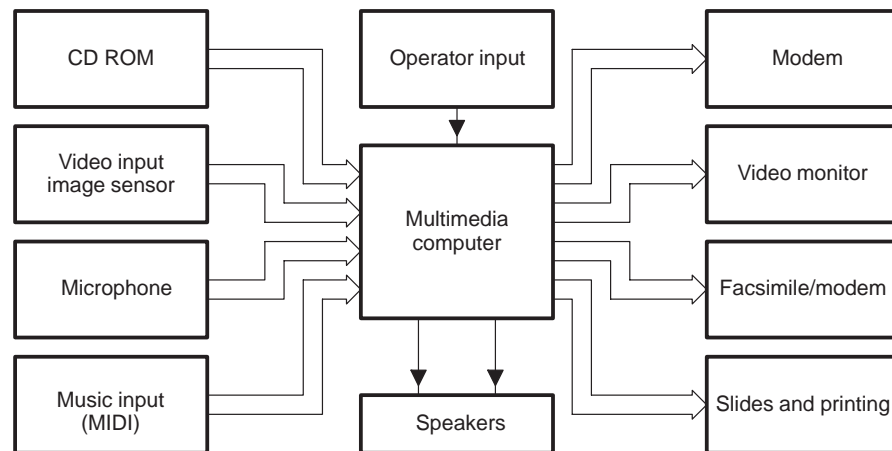 CD ROM
Operator input
Modem
Video input
image sensor
Multimedia
computer
Video monitor
Microphone
Facsimile/modem
Music input
(MIDI)
Speakers
Slides and printing